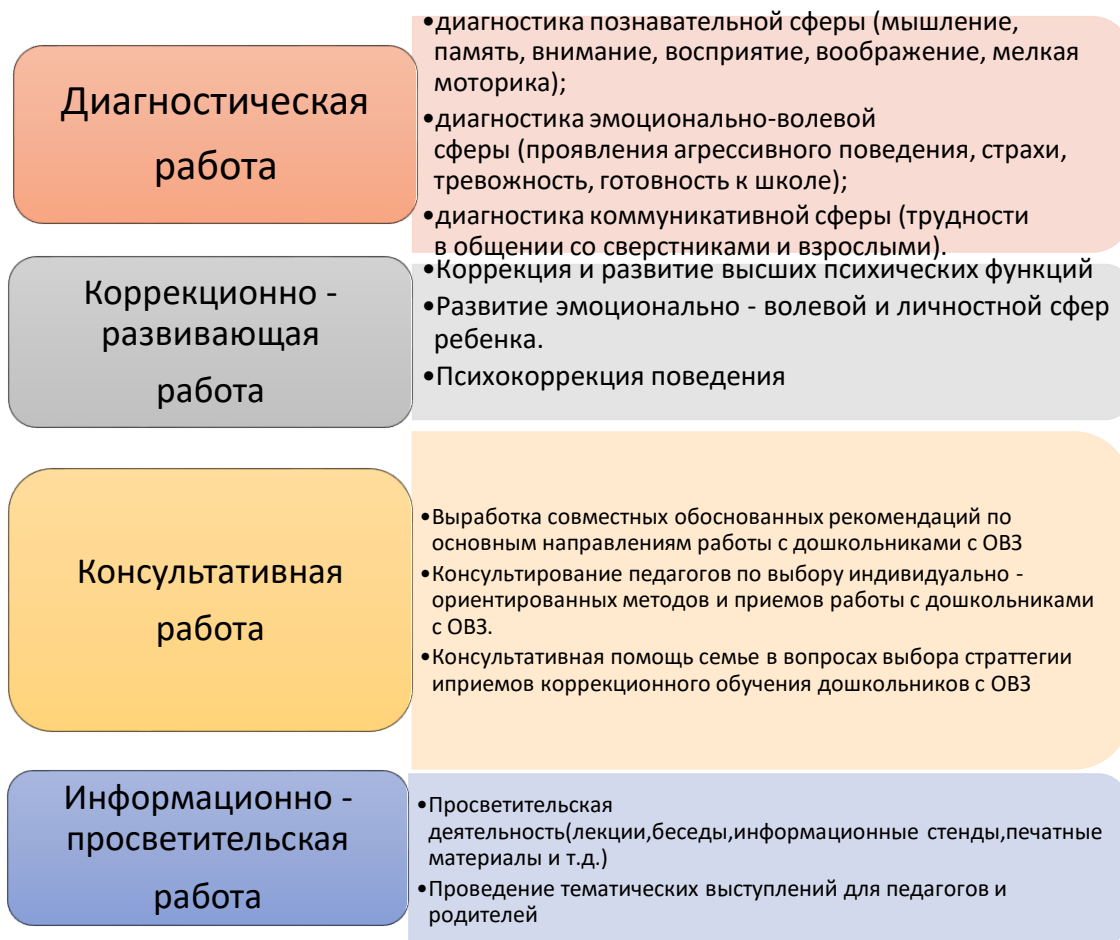 Диагностическая
работа
•диагностика познавательной сферы (мышление,
память, внимание, восприятие, воображение, мелкая
моторика);
•диагностика эмоционально-волевой
сферы (проявления агрессивного поведения, страхи,
тревожность, готовность к школе);
•диагностика коммуникативной сферы (трудности
в общении со сверстниками и взрослыми).
Коррекционно -
развивающая
работа
•Коррекция и развитие высших психических функций
•Развитие эмоционально - волевой и личностной сфер
ребенка.
•Психокоррекция поведения
Консультативная
работа
•Выработка совместных обоснованных рекомендаций по
основным направлениям работы с дошкольниками с ОВЗ
•Консультирование педагогов по выбору индивидуально -
ориентированных методов и приемов работы с дошкольниками
с ОВЗ.
•Консультативная помощь семье в вопросах выбора страттегии
иприемов коррекционного обучения дошкольников с ОВЗ
Информационно -
просветительская
работа
•Просветительская
деятельность(лекции,беседы,информационные стенды,печатные
материалы и т.д.)
•Проведение тематических выступлений для педагогов и
родителей